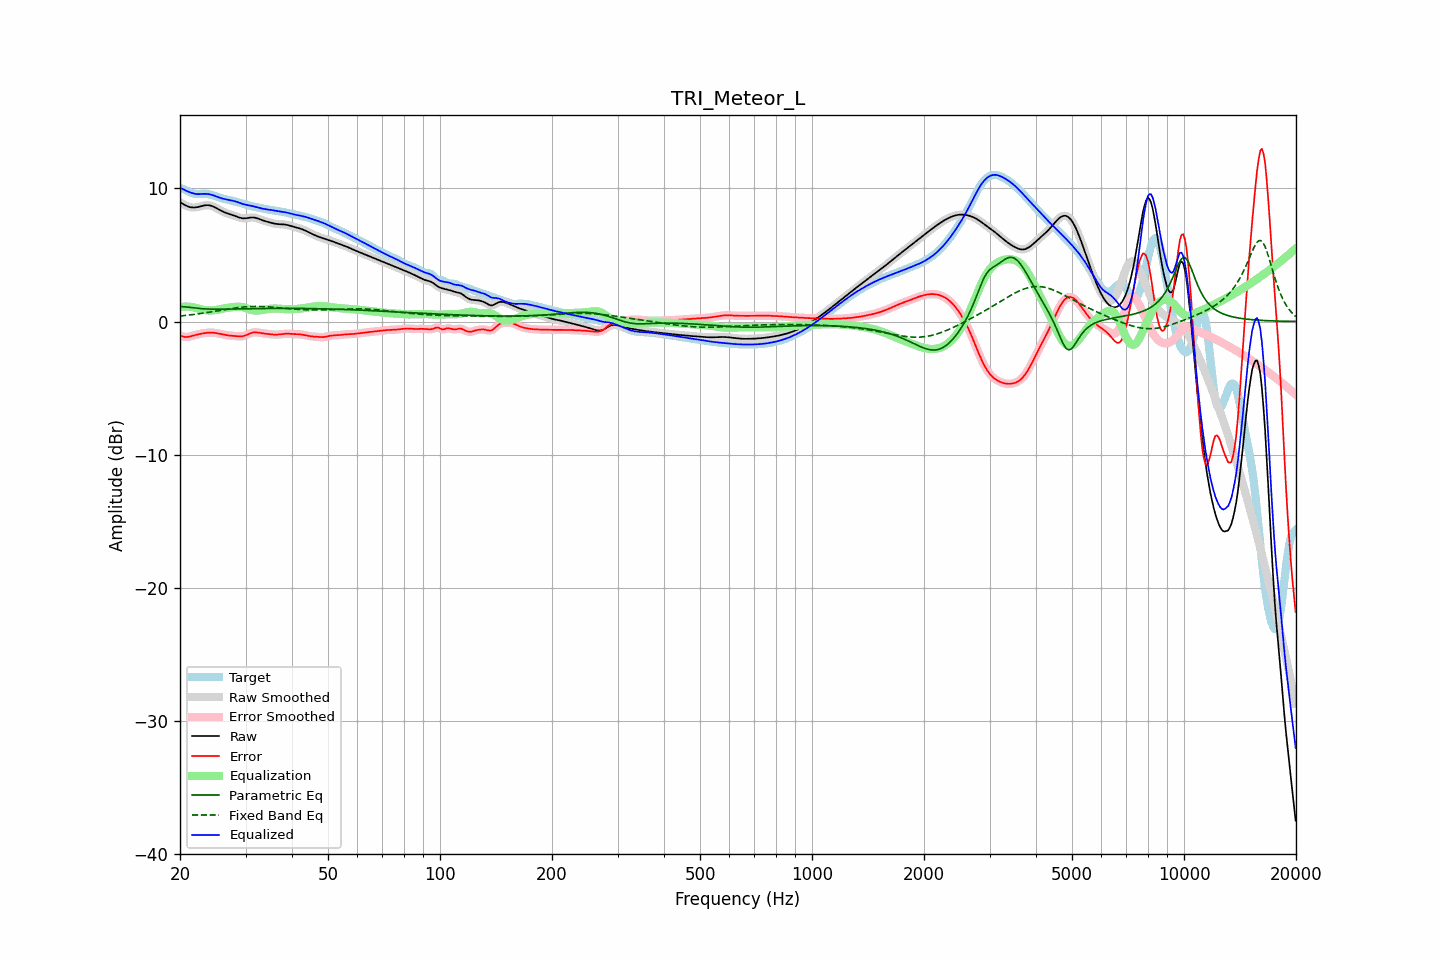 TRI_Meteor_L
Amplitude (dBr)
10
0
−10
−20
−30
−40
Target
Raw Smoothed
Error Smoothed
Raw
Error
Equalization
Parametric Eq
Fixed Band Eq
Equalized
20 50 100 200 500 1000 2000 5000 10000 20000
Frequency (Hz)